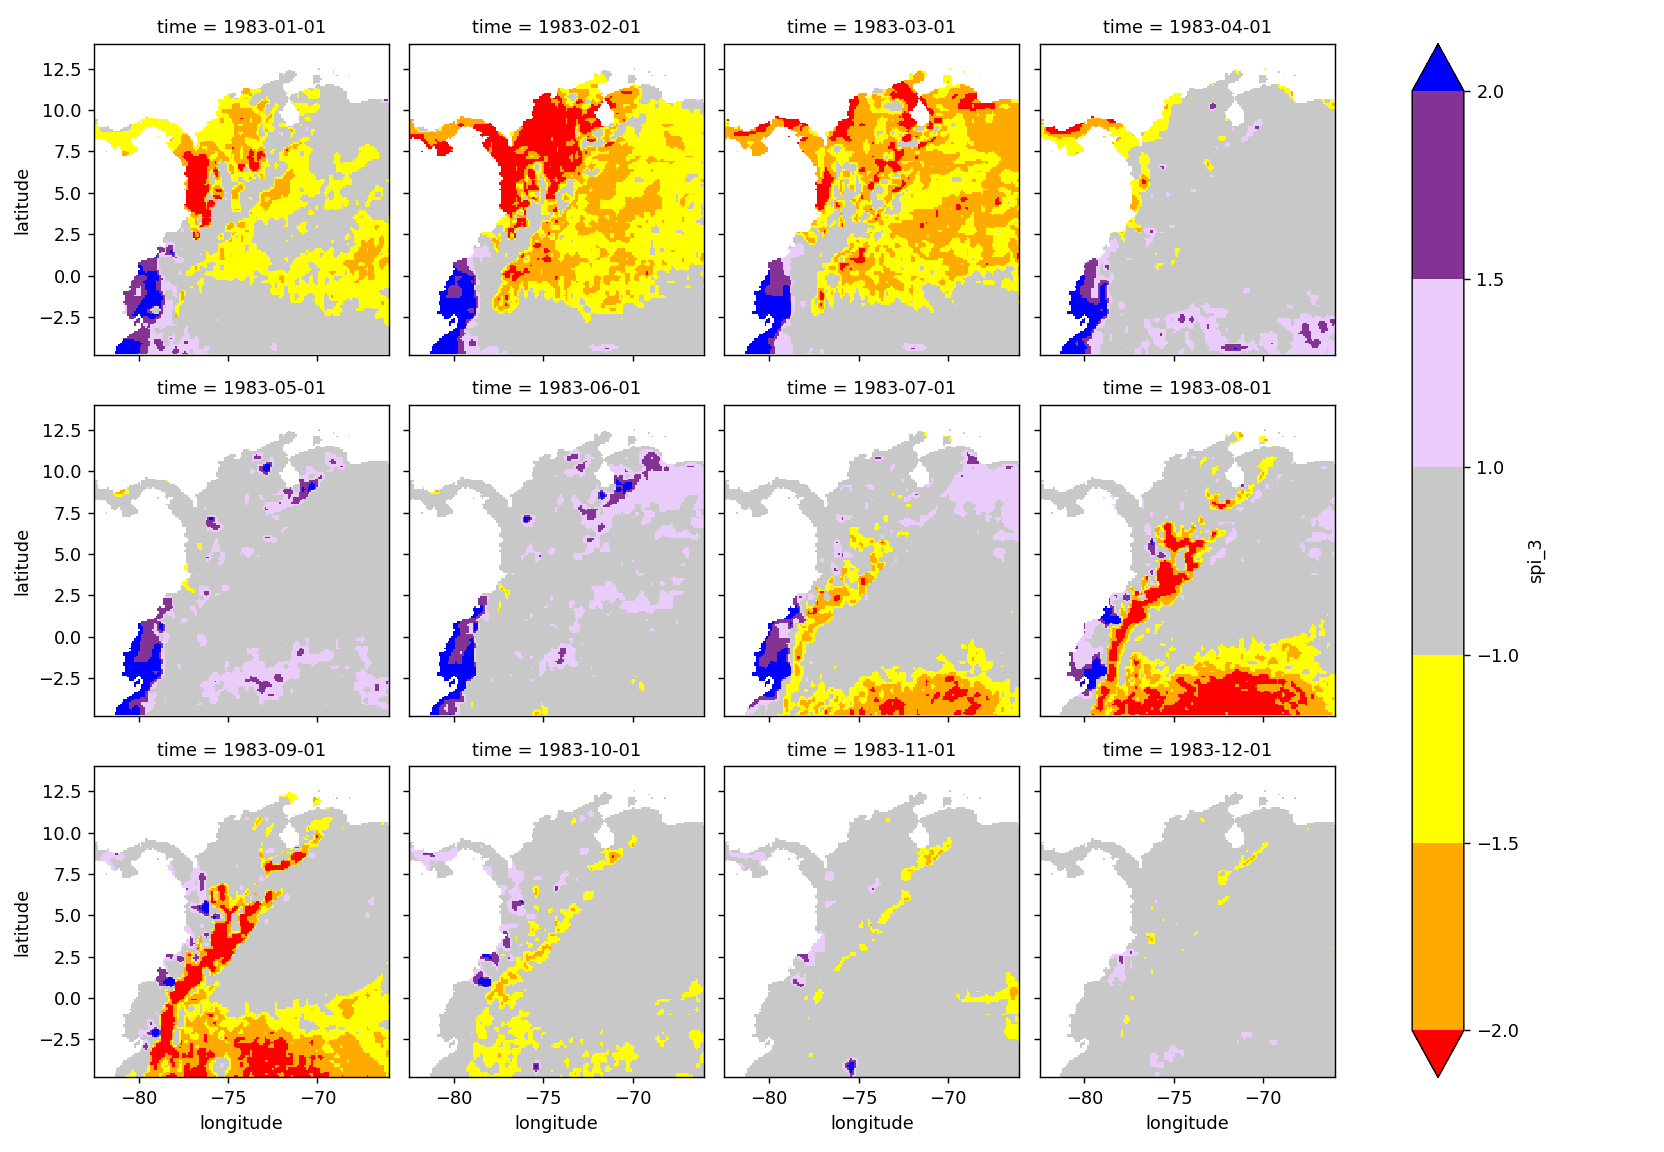 time = 1983-01-01
time = 1983-02-01
time = 1983-03-01
time = 1983-04-01
12.5
10.0
7.5
5.0
2.5
0.0
−2.5
latitude
time = 1983-05-01
time = 1983-06-01
time = 1983-07-01
time = 1983-08-01
12.5
10.0
7.5
5.0
2.5
0.0
−2.5
latitude
time = 1983-09-01
time = 1983-10-01
time = 1983-11-01
time = 1983-12-01
12.5
10.0
7.5
5.0
2.5
0.0
−2.5
latitude
−80 −75 −70
longitude
−80 −75 −70
longitude
−80 −75 −70
longitude
−80 −75 −70
longitude
2.0
1.5
1.0
−1.0
−1.5
−2.0
spi_3